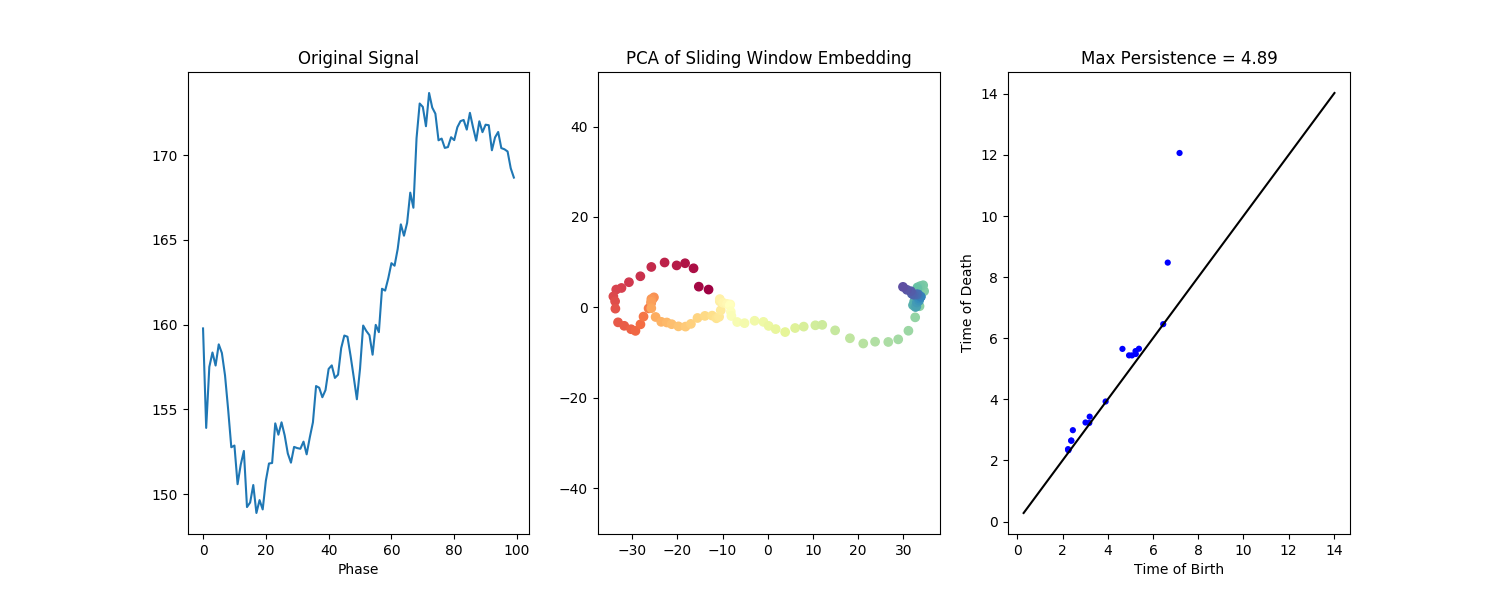 Original Signal
170
165
160
155
150
0 20 40 60 80 100
Phase
PCA of Sliding Window Embedding
40
20
0
−20
−40
−30 −20 −10 0 10 20 30
Max Persistence = 4.89
Time of Death
14
12
10
8
6
4
2
0
0 2 4 6 8 10 12 14
Time of Birth